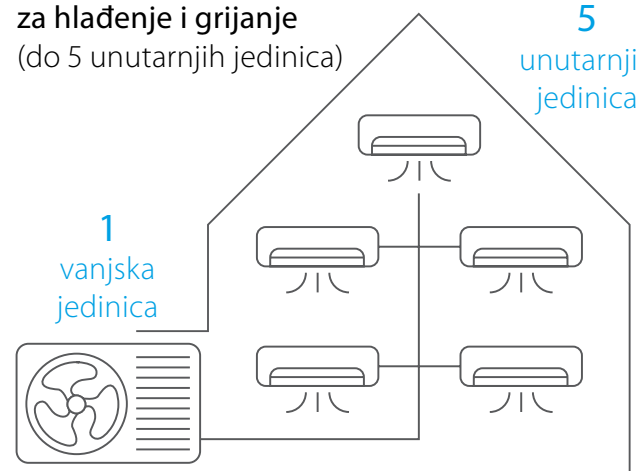 za hlađenje i grijanje
(do 5 unutarnjih jedinica)
5
unutarnji
jedinica
1
vanjska
jedinica